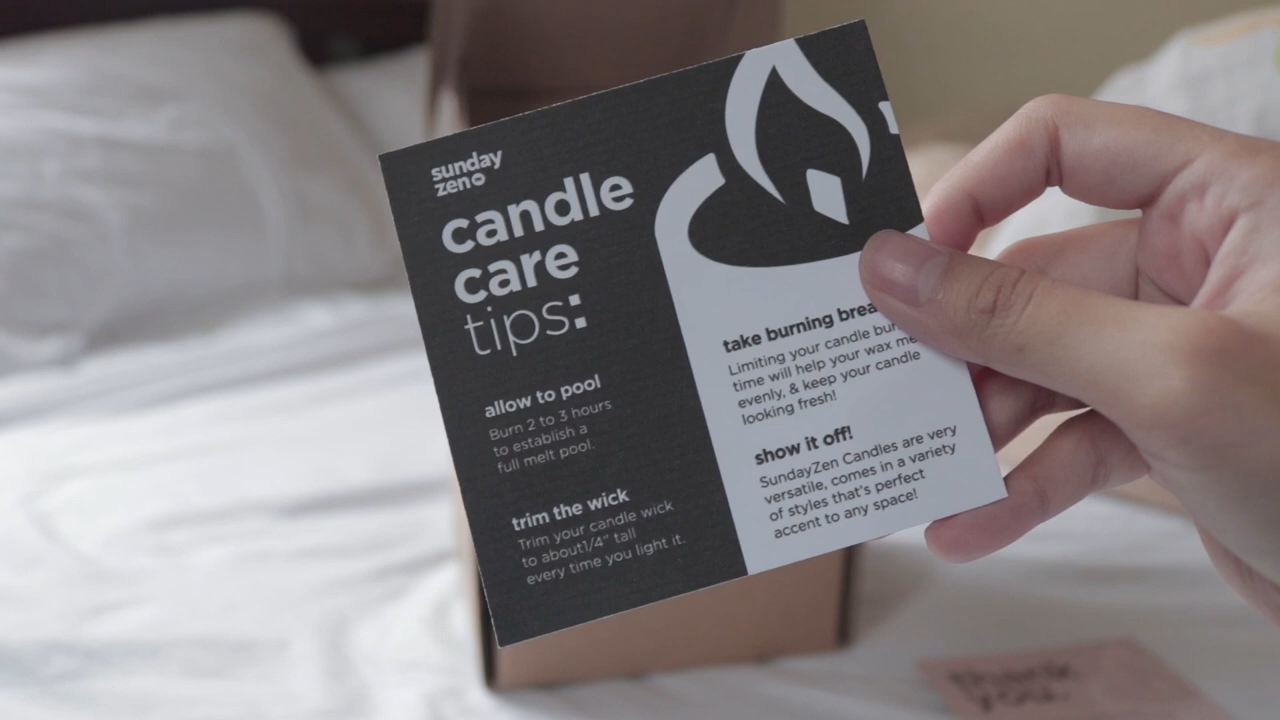 sunday
zen
candle
care
tips:
allow to pool
Burn 2 to 3 hours
to establish a
full melt pool.
trim the wick
Trim your candle wick
to about1/4" tall
every time you light it.
take burning
Limiting your candle
time will help your wax
evenly, & keep your candle
looking fresh!
show it off!
SundayZen Candles are very
versatile, comes in a variety
of styles that's perfect
accent to any space!
thank
you.